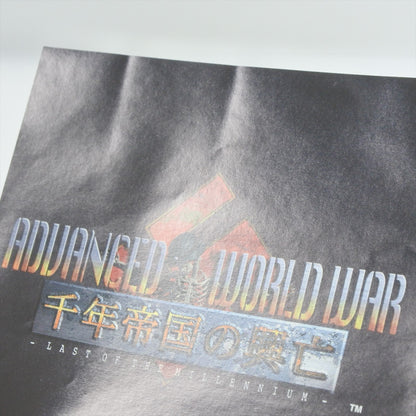 ADVANCED WORLD WAR
千年帝国の興亡
- LAST OF THE MILLENNIUM -
TM